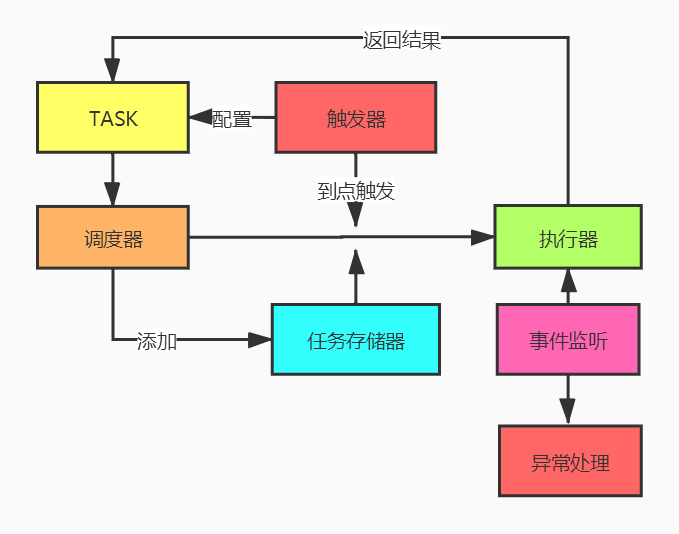 返回结果
TASK
配置
触发器
到点触发
调度器
执行器
添加
任务存储器
事件监听
异常处理